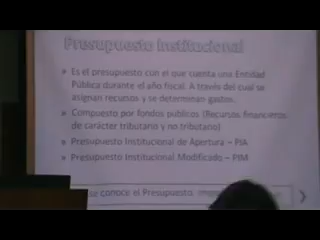 Presupuesto Institucional
» Es el presupuesto con el que cuenta una Entidad
Pública durante el año fiscal. A través del cual se
asignan recursos y se determinan gastos.
» Compuesto por fondos públicos (Recursos financieros
de carácter tributario y no tributario)
» Presupuesto Institucional de Apertura – PIA
» Presupuesto Institucional Modificado – PIM
se conoce el Presupuesto